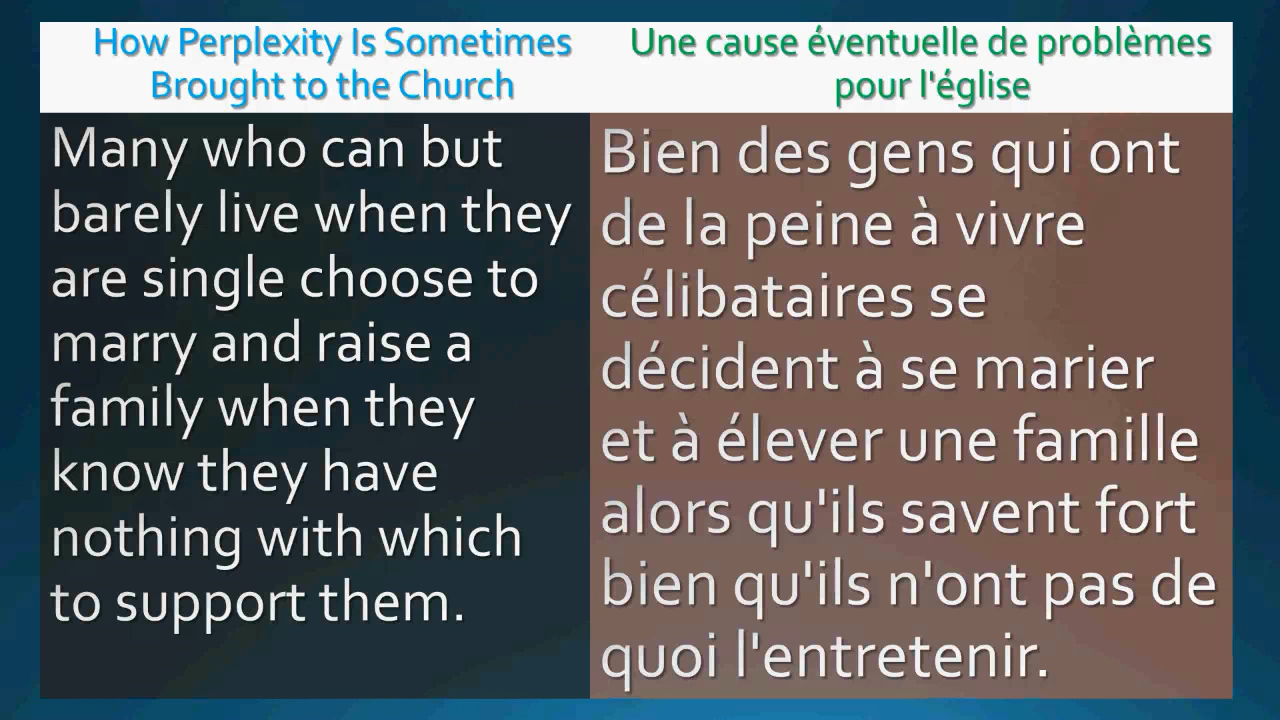 How Perplexity Is Sometimes
Brought to the Church
Une cause éventuelle de problèmes
pour l'église
Many who can but
barely live when they
are single choose to
marry and raise a
family when they
know they have
nothing with which
to support them.
Bien des gens qui ont
de la peine à vivre
célibataires se
décident à se marier
et à élever une famille
alors qu'ils savent fort
bien qu'ils n'ont pas de
quoi l'entretenir.